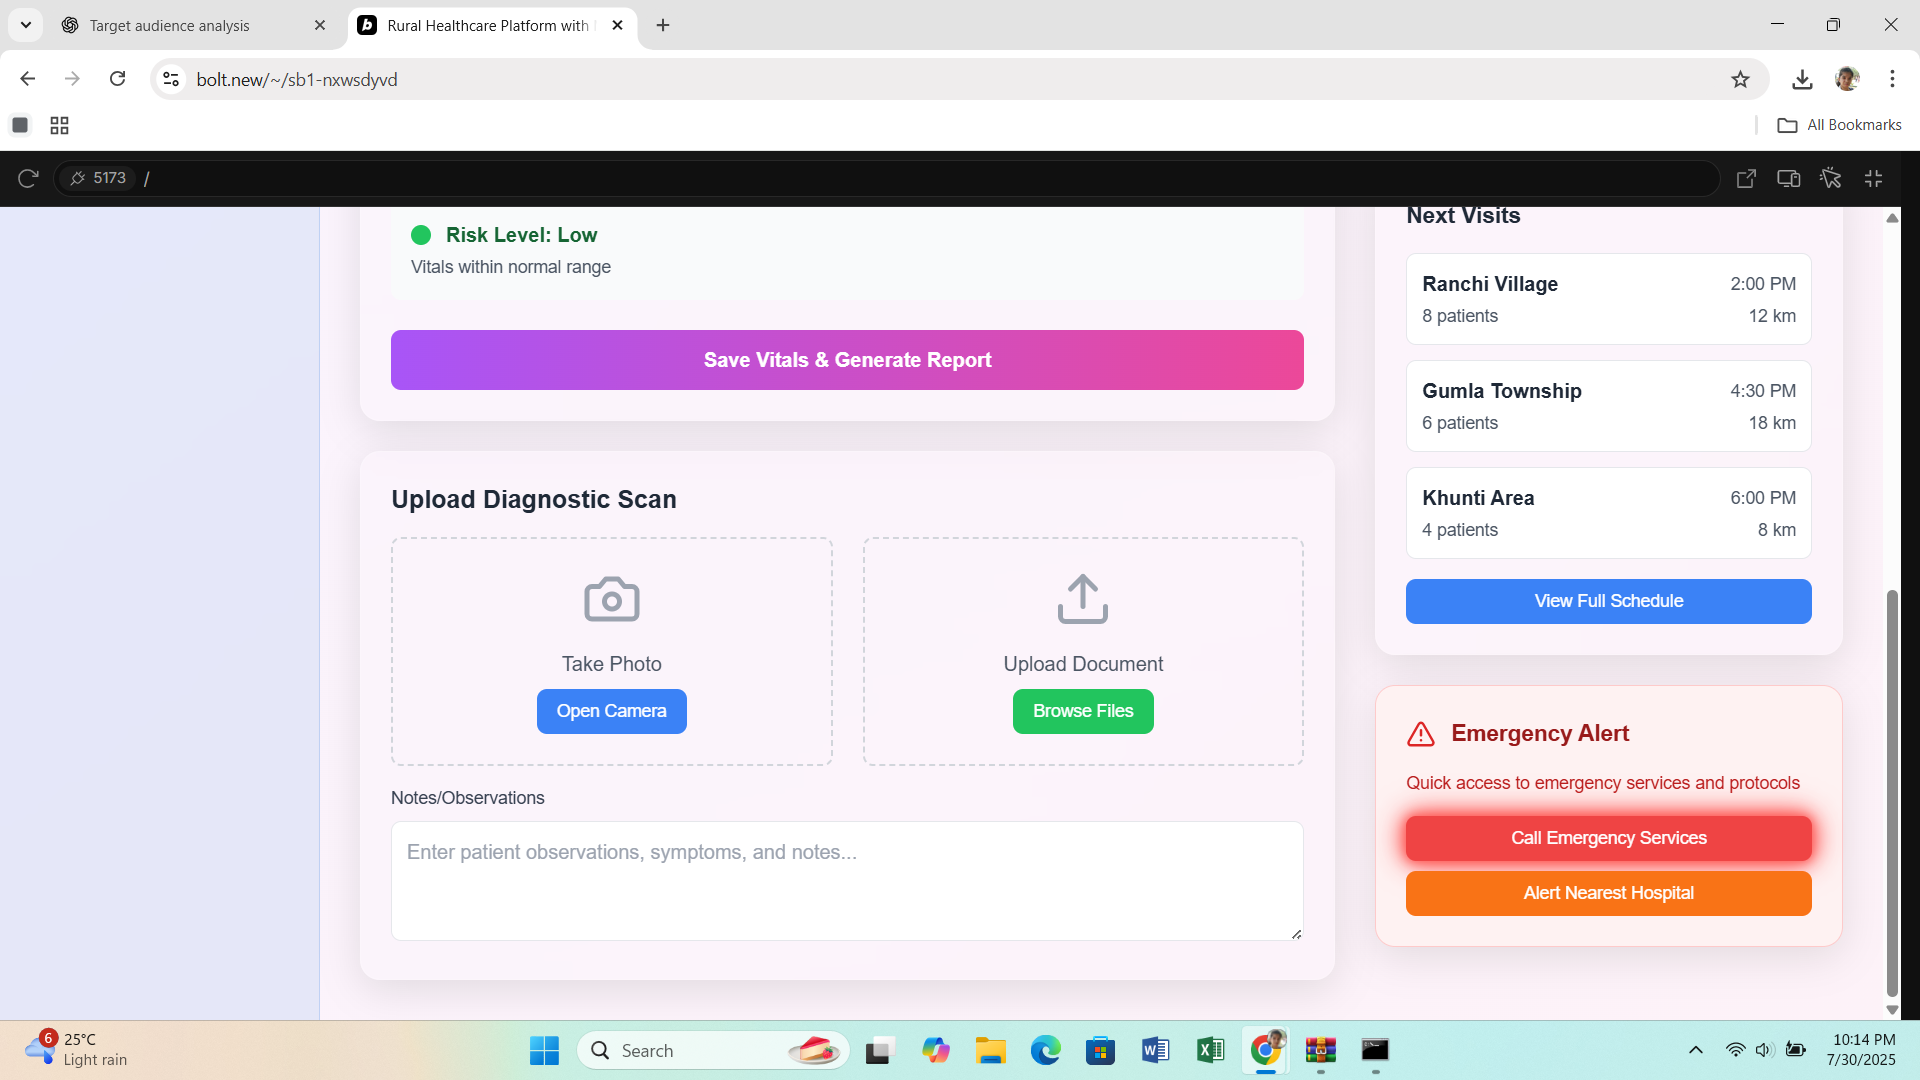 Target audience analysis
Rural Healthcare Platform with
bolt.new/~/sb1-nxwsdyvd
All Bookmarks
5173 /
Risk Level: Low
Vitals within normal range
Save Vitals & Generate Report
Upload Diagnostic Scan
Take Photo
Open Camera
Upload Document
Browse Files
Notes/Observations
Enter patient observations, symptoms, and notes...
Next Visits
Ranchi Village 2:00 PM
8 patients 12 km
Gumla Township 4:30 PM
6 patients 18 km
Khunti Area 6:00 PM
4 patients 8 km
View Full Schedule
Emergency Alert
Quick access to emergency services and protocols
Call Emergency Services
Alert Nearest Hospital
6
25°C
Light rain
Search
10:14 PM
7/30/2025